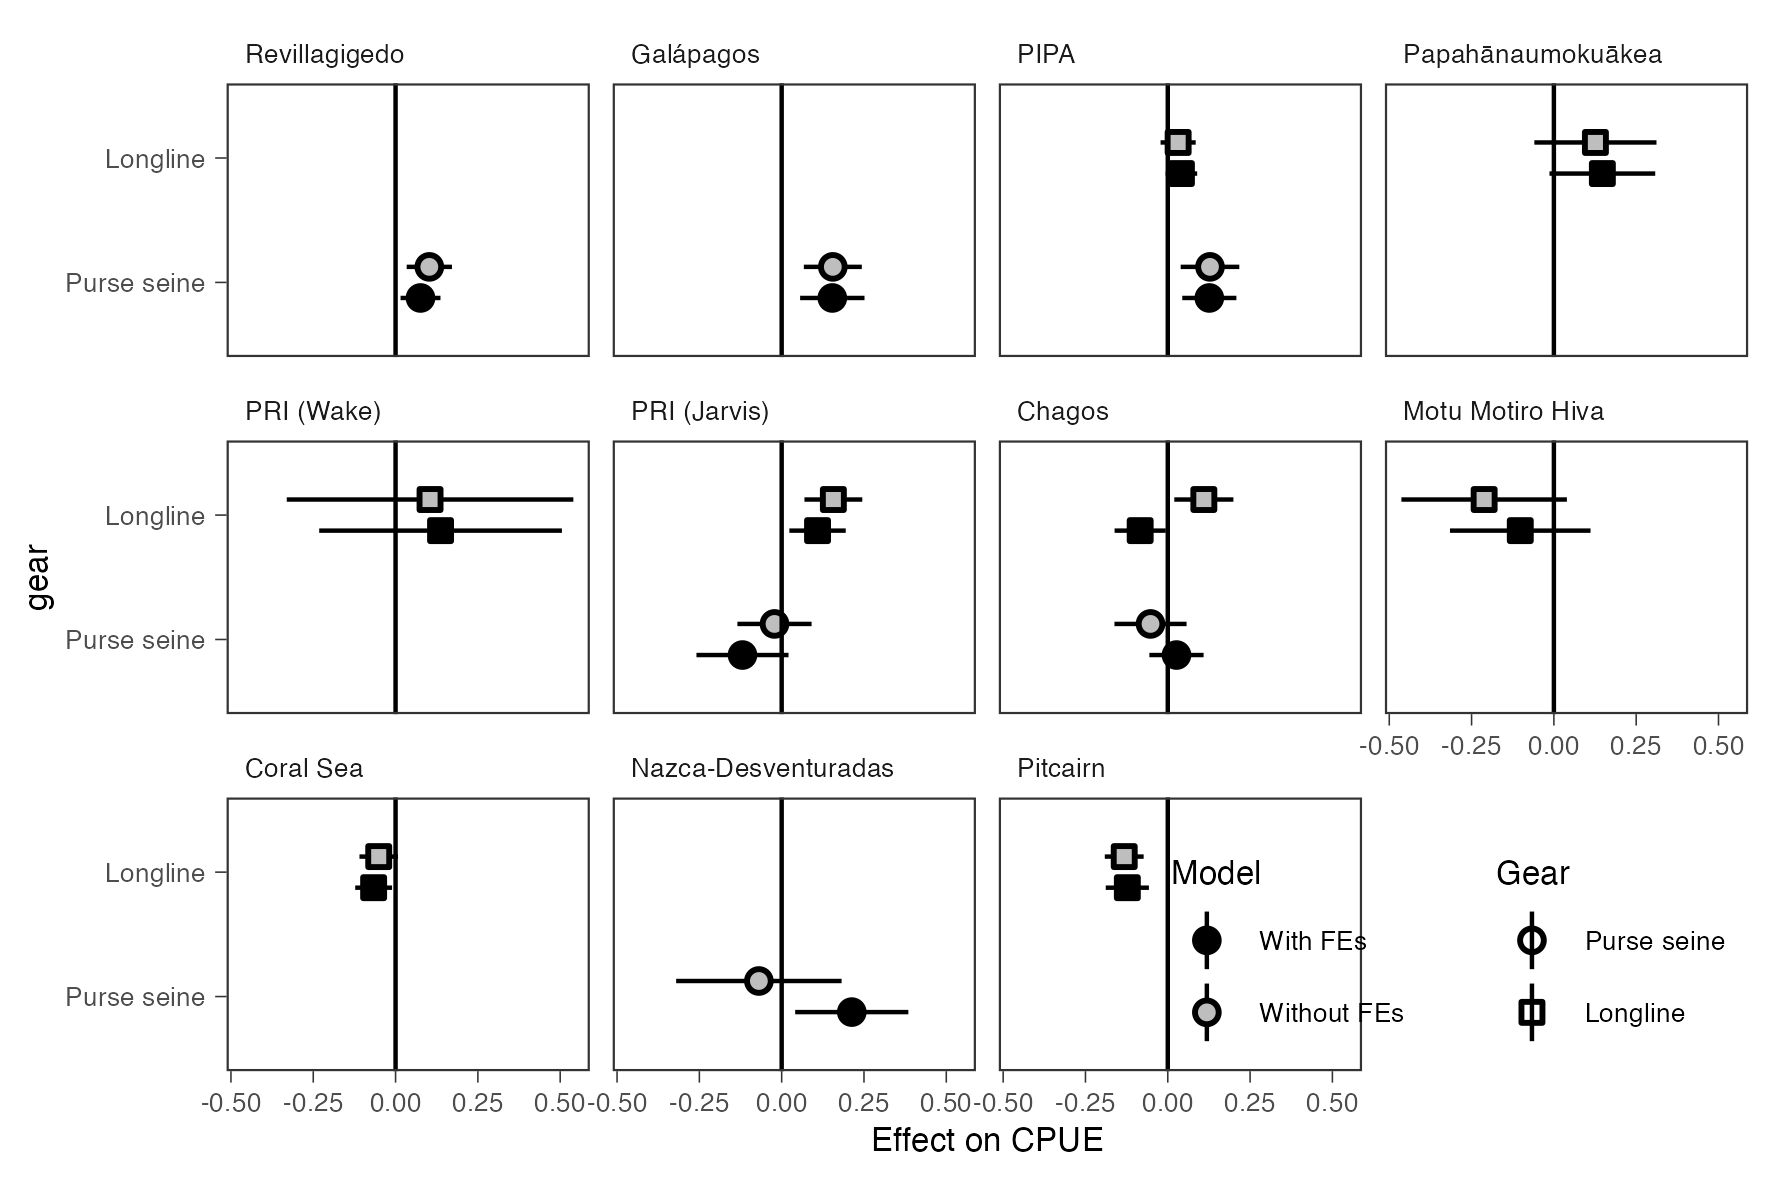 Revillagigedo
Galápagos
PIPA
Papahānaumokuākea
Longline
Purse seine
PRI (Wake)
PRI (Jarvis)
Chagos
Motu Motiro Hiva
Longline
Purse seine
gear
-0.50 -0.25 0.00 0.25 0.50
Coral Sea
Nazca-Desventuradas
Pitcairn
Longline
Purse seine
Model
With FEs
Without FEs
Gear
Purse seine
Longline
-0.50 -0.25 0.00 0.25 0.50
-0.50 -0.25 0.00 0.25 0.50
-0.50 -0.25 0.00 0.25 0.50
Effect on CPUE